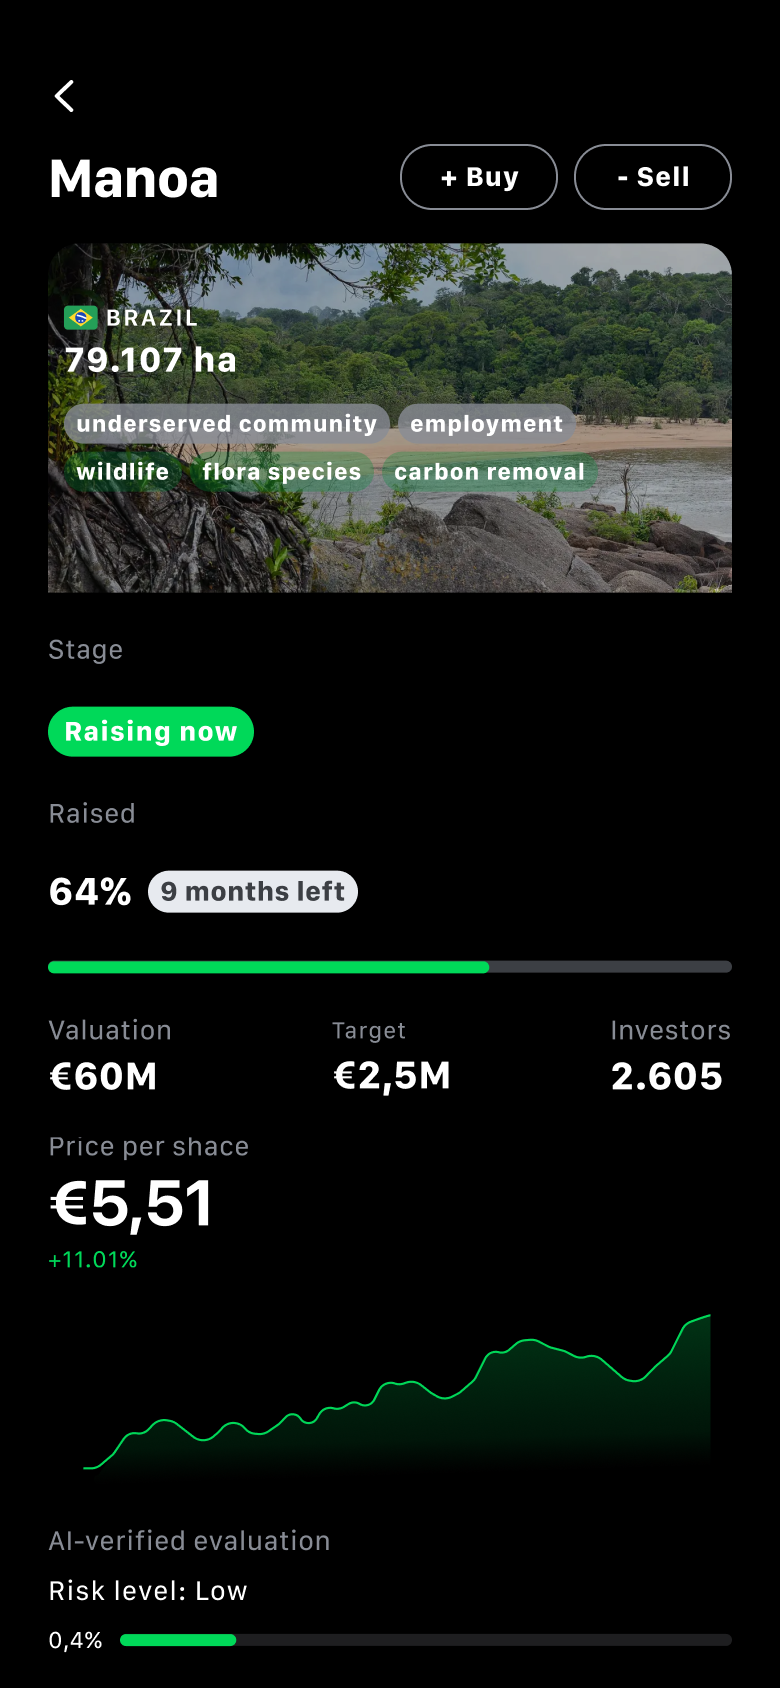 Manoa
+ Buy
- Sell
BRAZIL
79.107 ha
underserved community
employment
wildlife
flora species
carbon removal
Stage
Raising now
Raised
64%
9 months left
Valuation
Target
Investors
€60M
€2,5M
2.605
Price per shace
€5,51
+11.01%
AI-verified evaluation
Risk level: Low
0,4%